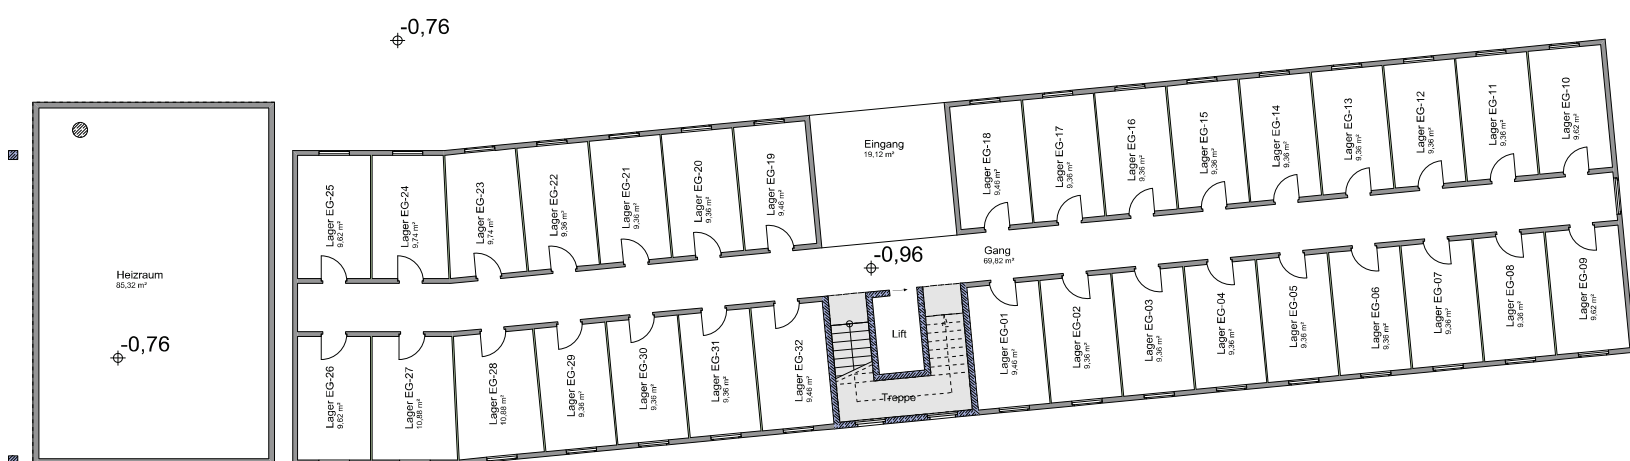 -0,76
Heizraum
85,32 m²
-0,76
Lager EG-25
9,62 m²
Lager EG-24
9,74 m²
Lager EG-23
9,74 m²
Lager EG-22
9,36 m²
Lager EG-21
9,36 m²
Lager EG-20
9,36 m²
Lager EG-19
9,46 m²
Eingang
19,12 m²
Lager EG-18
9,46 m²
Lager EG-17
9,36 m²
Lager EG-16
9,36 m²
Lager EG-15
9,36 m²
Lager EG-14
9,36 m²
Lager EG-13
9,36 m²
Lager EG-12
9,36 m²
Lager EG-11
9,36 m²
Lager EG-10
9,62 m²
-0,96
Gang
69,82 m²
Lager EG-26
9,62 m²
Lager EG-27
10,88 m²
Lager EG-28
10,88 m²
Lager EG-29
9,36 m²
Lager EG-30
9,36 m²
Lager EG-31
9,36 m²
Lager EG-32
9,46 m²
Lift
Treppe
Lager EG-01
9,46 m²
Lager EG-02
9,36 m²
Lager EG-03
9,36 m²
Lager EG-04
9,36 m²
Lager EG-05
9,36 m²
Lager EG-06
9,36 m²
Lager EG-07
9,36 m²
Lager EG-08
9,36 m²
Lager EG-09
9,62 m²